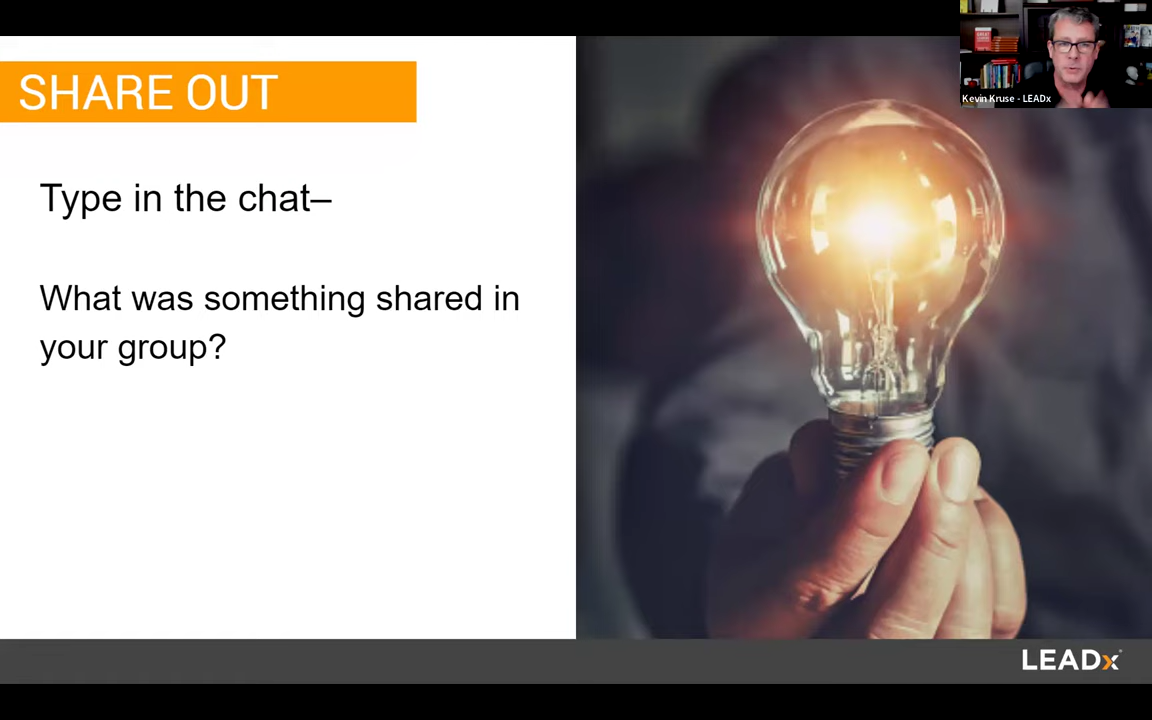 SHARE OUT
Type in the chat–
What was something shared in
your group?
Kevin Kruse - LEADx
LEADx